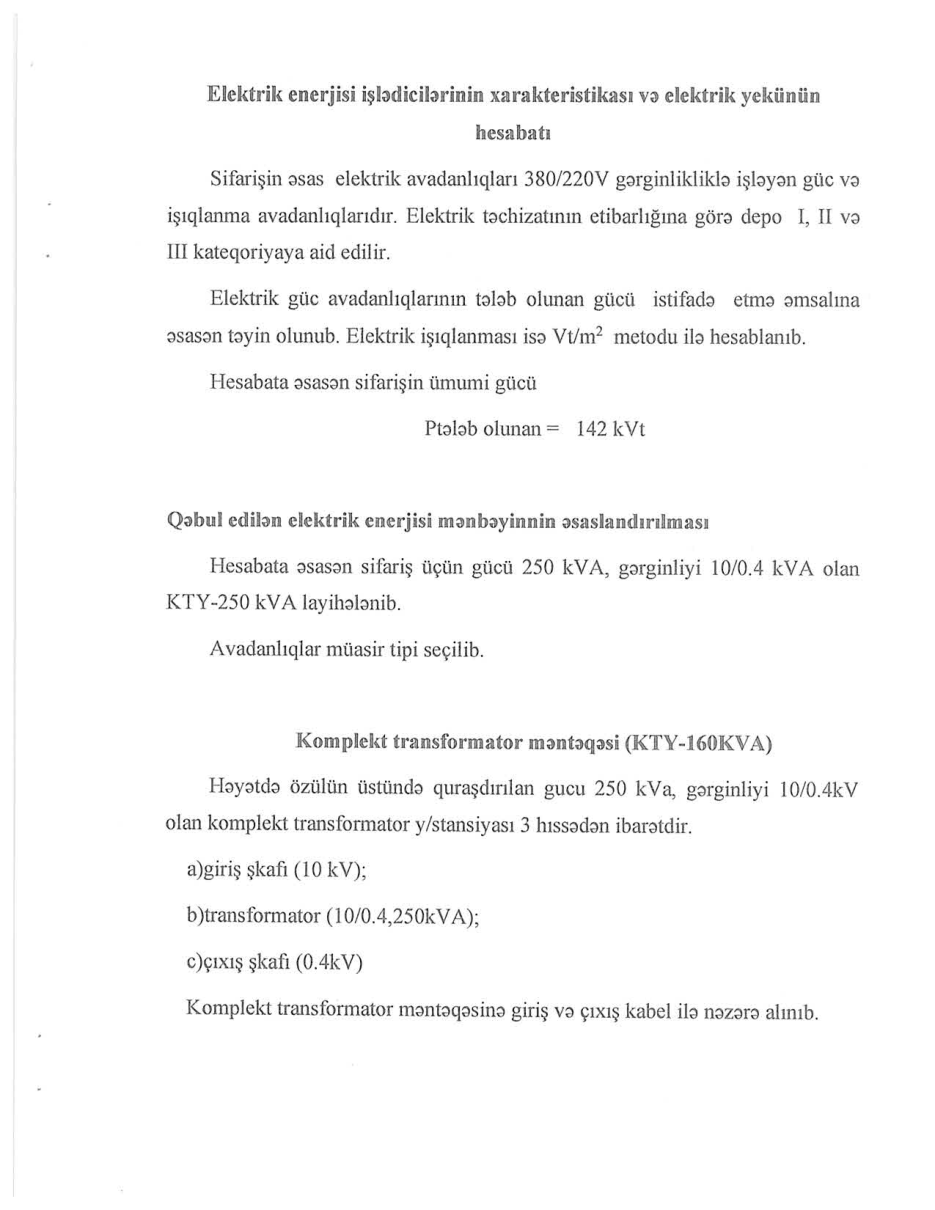 Elektrik enerjisi işlədicilərinin xarakteristikası və elektrik yekünün
hesabatı
Sifarişin əsas elektrik avadanlıqları 380/220V gərginlikliklə işləyən güc və
işıqlanma avadanlıqlarıdır. Elektrik təchizatının etibarlığına görə depo I, II və
III kateqoriyaya aid edilir.
Elektrik güc avadanlıqlarının tələb olunan gücü istifadə etmə əmsalına
əsasən təyin olunub. Elektrik işıqlanması isə Vt/m² metodu ilə hesablanıb.
Hesabata əsasən sifarişin ümumi gücü
Ptələb olunan = 142 kVt
Qəbul edilən elektrik enerjisi mənbəyinnin əsaslandırılması
Hesabata əsasən sifariş üçün gücü 250 kVA, gərginliyi 10/0.4 kVA olan
KTY-250 kVA layihələnib.
Avadanlıqlar müasir tipi seçilib.
Komplekt transformator məntəqəsi (KTY-160KVA)
Həyətdə özülün üstündə quraşdırılan gucu 250 kVa, gərginliyi 10/0.4kV
olan komplekt transformator y/stansiyası 3 hıssədən ibarətdir.
a)giriş şkafı (10 kV);
b)transformator (10/0.4,250kVA);
c)çıxış şkafı (0.4kV)
Komplekt transformator məntəqəsinə giriş və çıxış kabel ilə nəzərə alınıb.